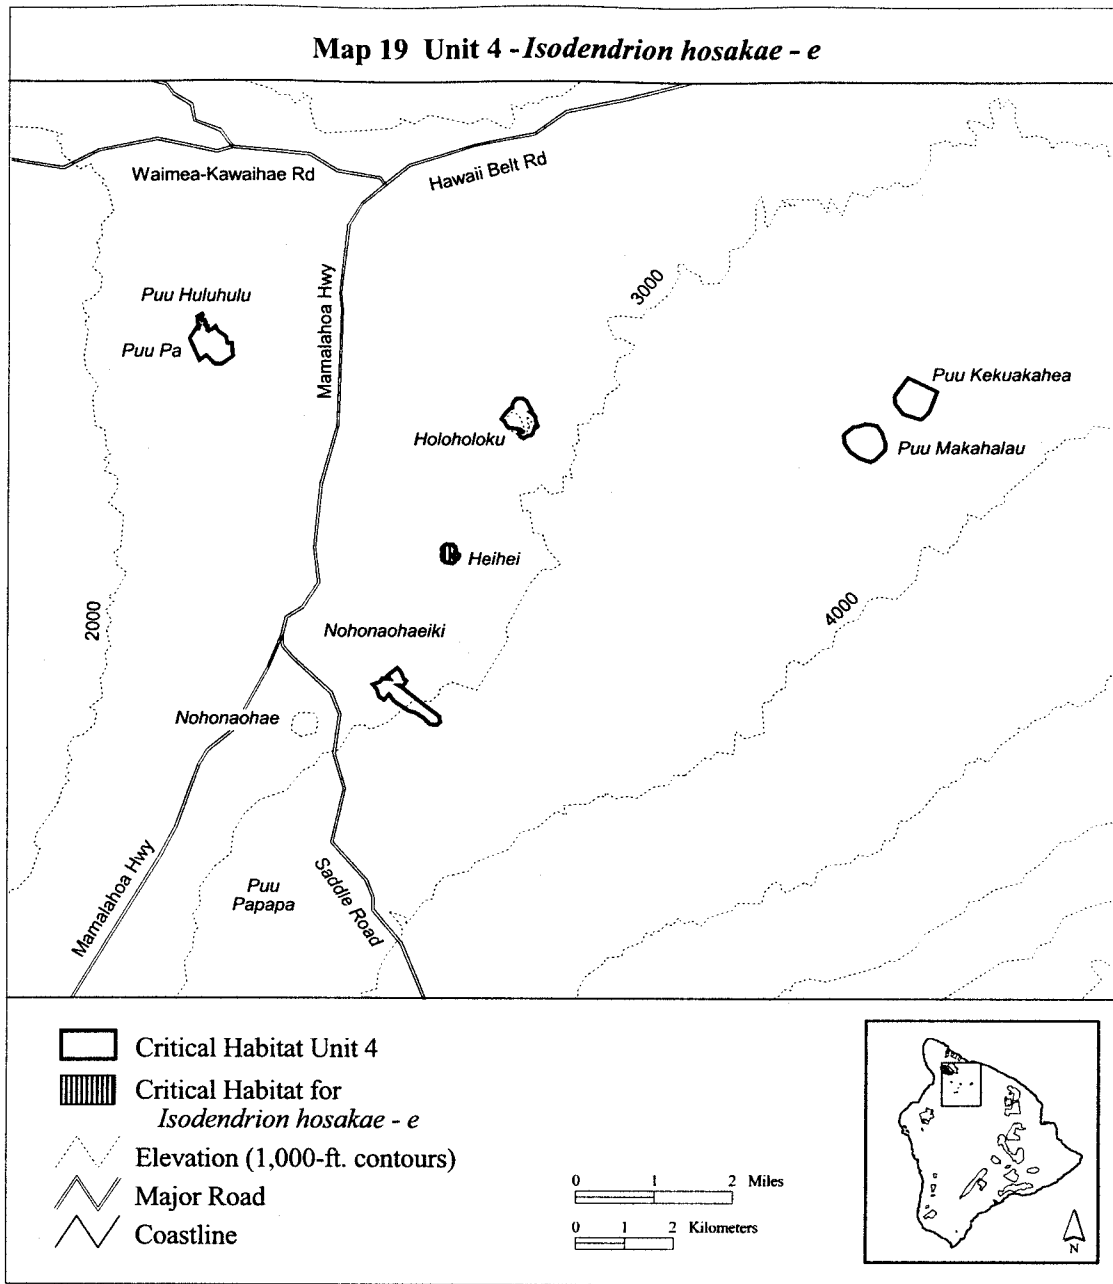 Map 19 Unit 4 - Isodendrion hosakae - e
Waimea-Kawaihae Rd
Hawaii Belt Rd
Mamalahoa Hwy
3000
Puu Huluhulu
Puu Pa
Puu Kekuakahea
Holoholoku
Puu Makahalau
Heihei
2000
4000
Nohonaohaeiki
Nohonaohae
Mamalahoa Hwy
Puu
Papapa
Saddle Road
Critical Habitat Unit 4
Critical Habitat for
Isodendrion hosakae - e
Elevation (1,000-ft. contours)
Major Road
Coastline
0 1 2 Miles
0 1 2 Kilometers
N